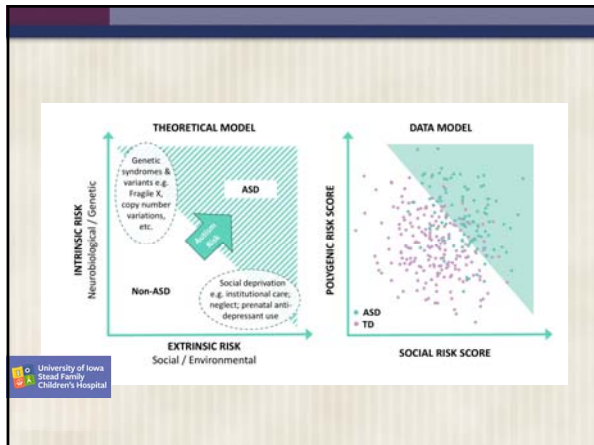 THEORETICAL MODEL
INTRINSIC RISK
Neurobiological / Genetic
Genetic
syndromes &
variants e.g.
Fragile X,
copy number
variations,
etc.
ASD
Autism
Risk
Non-ASD
Social deprivation
e.g. institutional care;
neglect; prenatal anti-
depressant use
EXTRINSIC RISK
Social / Environmental
DATA MODEL
POLYGENIC RISK SCORE
ASD
TD
SOCIAL RISK SCORE
University of Iowa
Stead Family
Children's Hospital